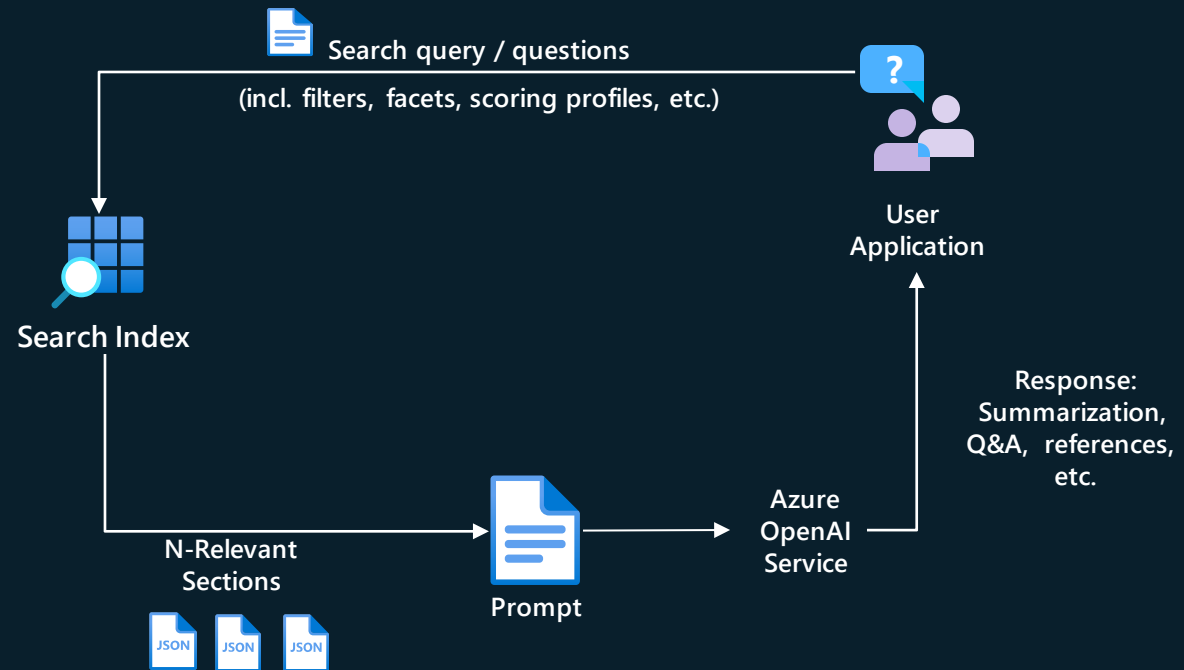 Search query / questions
(incl. filters, facets, scoring profiles, etc.)
?
User
Application
Search Index
Response:
Summarization,
Q&A, references,
etc.
Azure
OpenAI
Service
N-Relevant
Sections
Prompt
JSON
JSON
JSON